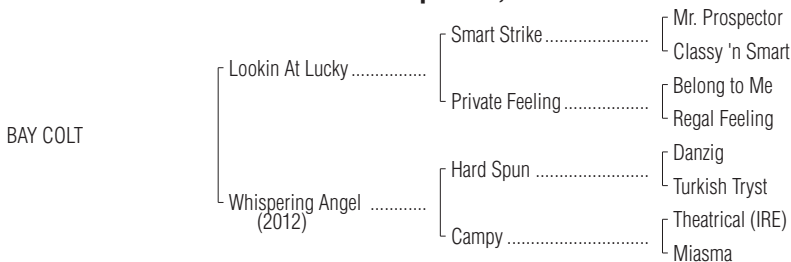 Mr. Prospector
Smart Strike.......................
Classy 'n Smart
Lookin At Lucky................
Belong to Me
Private Feeling ...................
Regal Feeling
BAY COLT
Danzig
Hard Spun .........................
Turkish Tryst
Whispering Angel ............
(2012)
Theatrical (IRE)
Campy ...............................
Miasma